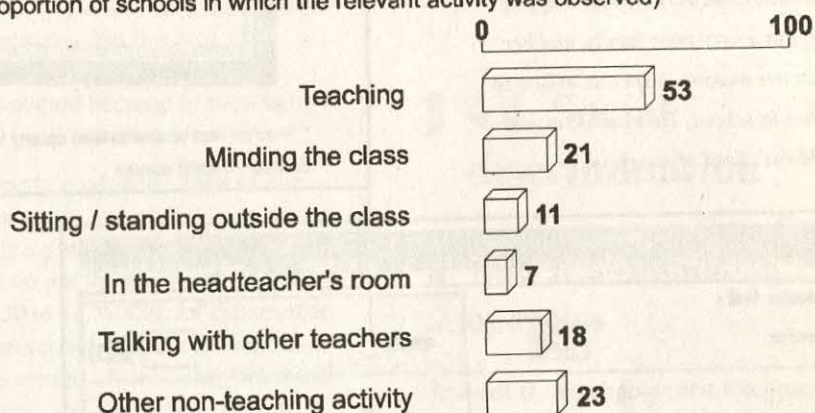 oportion of schools in which the relevant activity was observed)
0 100
Teaching 53
Minding the class 21
Sitting / standing outside the class 11
In the headteacher's room 7
Talking with other teachers 18
Other non-teaching activity 23